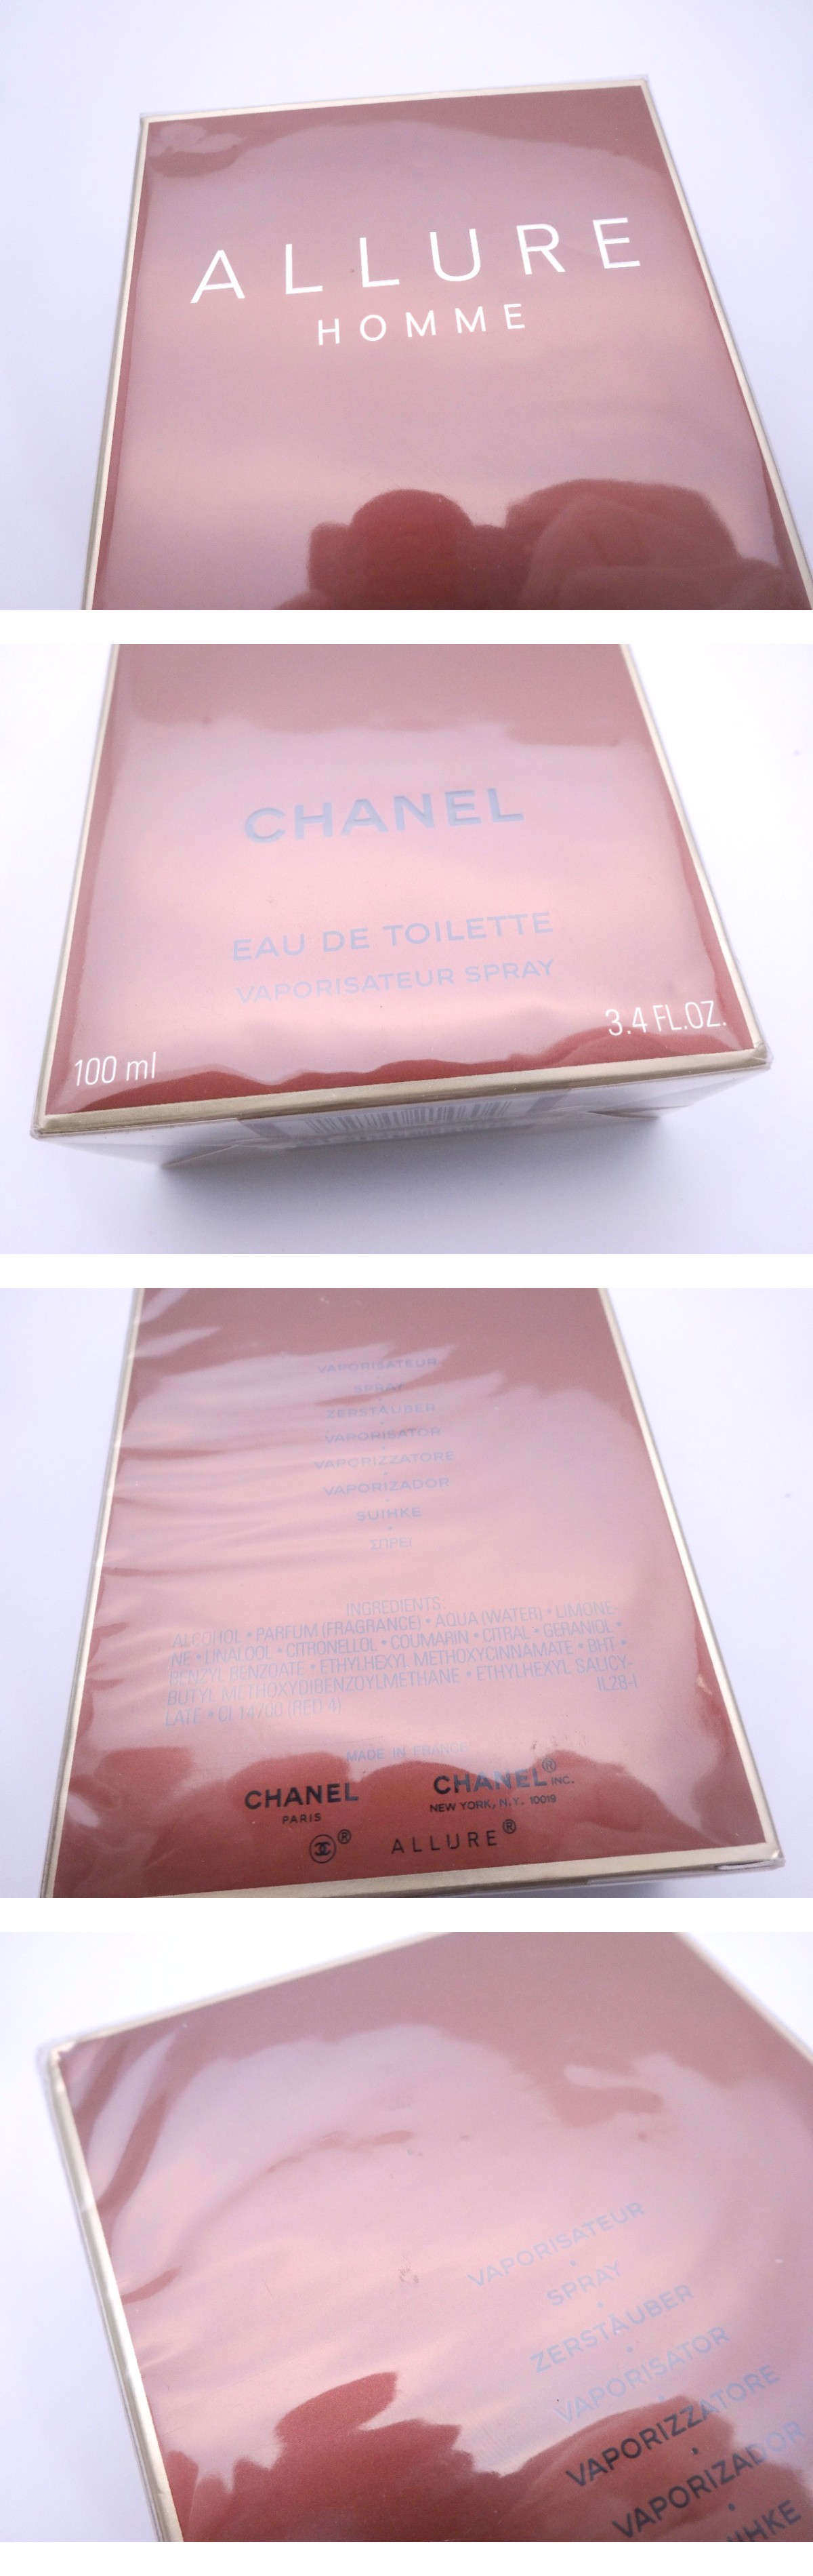 ALLURE
HOMME
CHANEL
EAU DE TOILETTE
VAPORISATEUR SPRAY
100 ml
3.4 FL.OZ.
VAPORISATEUR
SPRAY
ZERSTÄUBER
VAPORISATOR
VAPORIZZATORE
VAPORIZADOR
SUIHKE
ΣΠΡΕΪ
INGREDIENTS:
ALCOHOL • PARFUM (FRAGRANCE) • AQUA (WATER) • LIMONE
NE • LINALOOL • CITRONELLOL • COUMARIN • CITRAL • GERANIOL •
BENZYL BENZOATE • ETHYLHEXYL METHOXYCINNAMATE • BHT •
BUTYL METHOXYDIBENZOYLMETHANE • ETHYLHEXYL SALICY-
LATE • CI 14700 (RED 4)
IL28-1
MADE IN FRANCE
CHANEL
PARIS
CHANEL® INC.
NEW YORK, N.Y. 10019
®
ALLURE®
VAPORISATEUR
•
SPRAY
•
ZERSTÄUBER
•
VAPORISATOR
•
VAPORIZZATORE
•
VAPORIZADOR
•
UIHKE